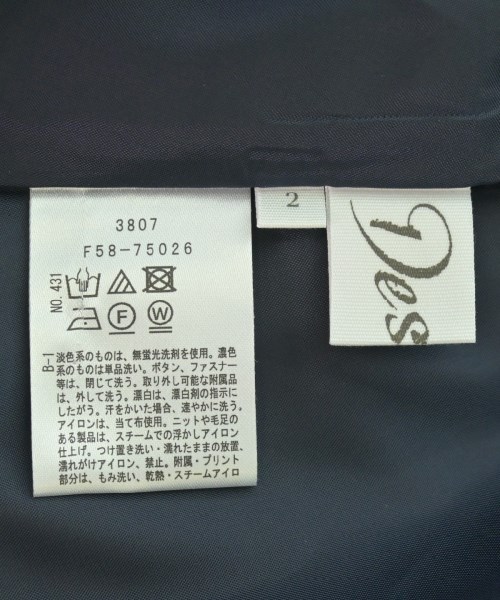 3807
F58-75026
NO.431
F
W
B-1
淡色系のものは、無蛍光洗剤を使用。濃色
系のものは単品洗い。ボタン、ファスナー
等は、閉じて洗う。取り外し可能な附属品
は、外して洗う。漂白は、漂白剤の指示に
したがう。汗をかいた場合、速やかに洗う。
アイロンは、当て布使用。ニットや毛足の
ある製品は、スチームでの浮かしアイロン
仕上げ。つけ置き洗い・濡れたままの放置、
濡れがけアイロン、禁止。附属・プリント
部分は、もみ洗い、乾熱・スチームアイロ
2
Des